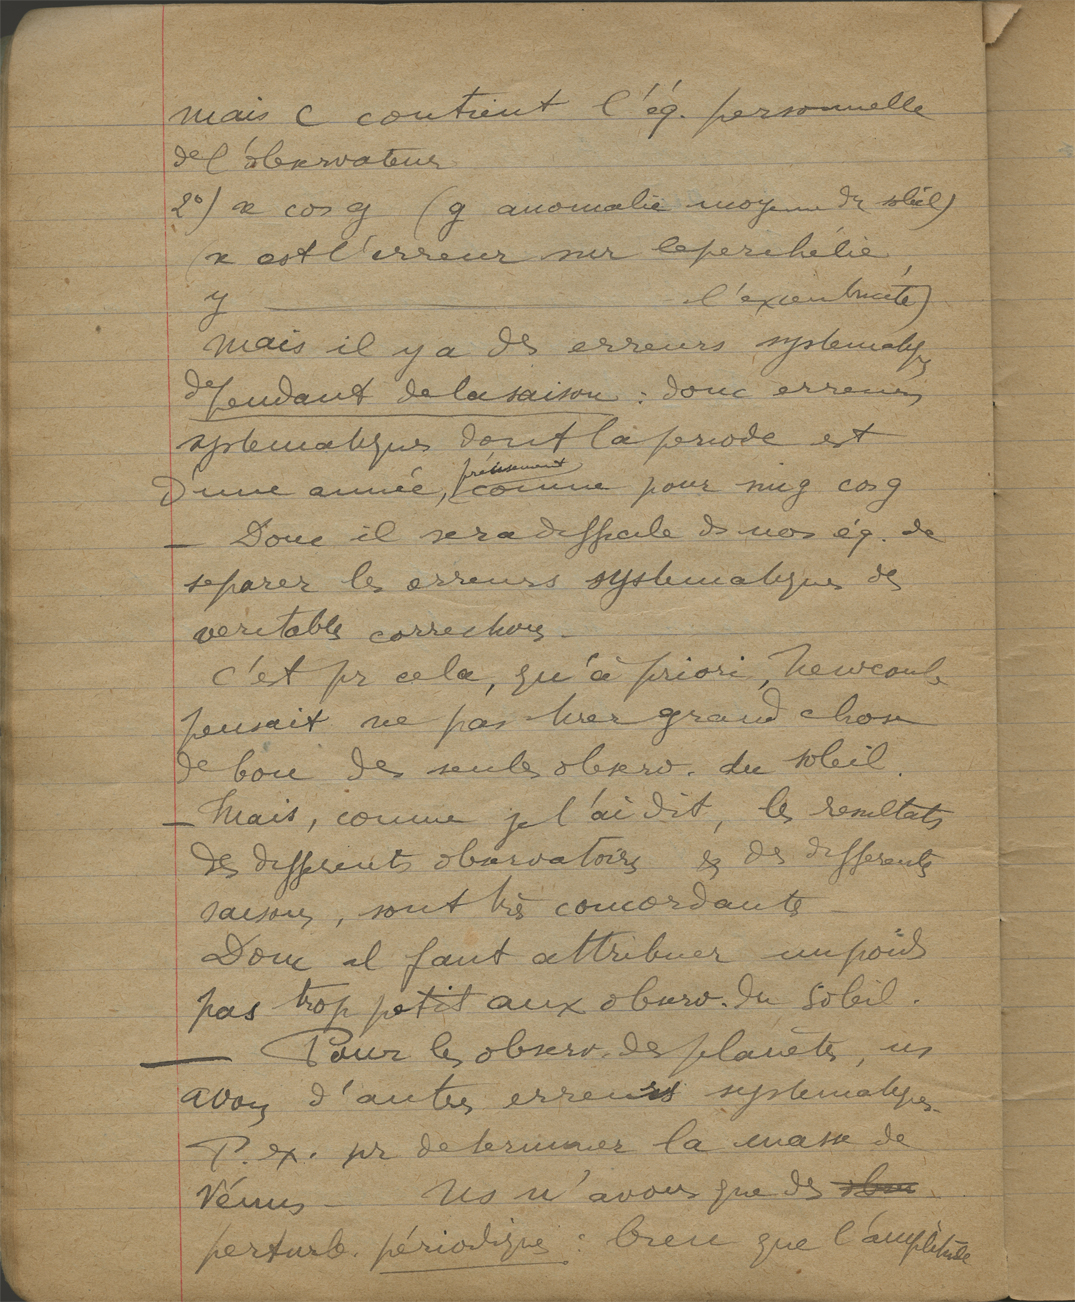 mais C contient l'éq. personnelle
de l'observateur
2°) x cos g (g anomalie moyenne du soleil)
(x est l'erreur sur le perihélie,
y ——— l'excentricité)
Mais il y a des erreurs systematiqs
dependant de la saison : donc erreurs
systematiques dont la periode est
d'une année, précisement comme pour sin g cos g
— Donc il sera difficile ds nos éq. de
separer les erreurs systematiques des
veritables corrections –
C'est pr cela, qu'à priori, Newcomb
pensait ne pas tirer grand chose
de bon des seules observ. du soleil.
— Mais, comme je l'ai dit, les resultats
des differents observatoires, des differentes
saisons, sont très concordants –
Donc il faut attribuer un poids
pas trop petit aux observ. du Soleil.
— Pour les observ. des planètes, ns
avons d'autres erreurs systematiques.
P. ex. pr determiner la masse de
Vénus – Ns n'avons que des
perturb. périodiques : bien que l'amplitude